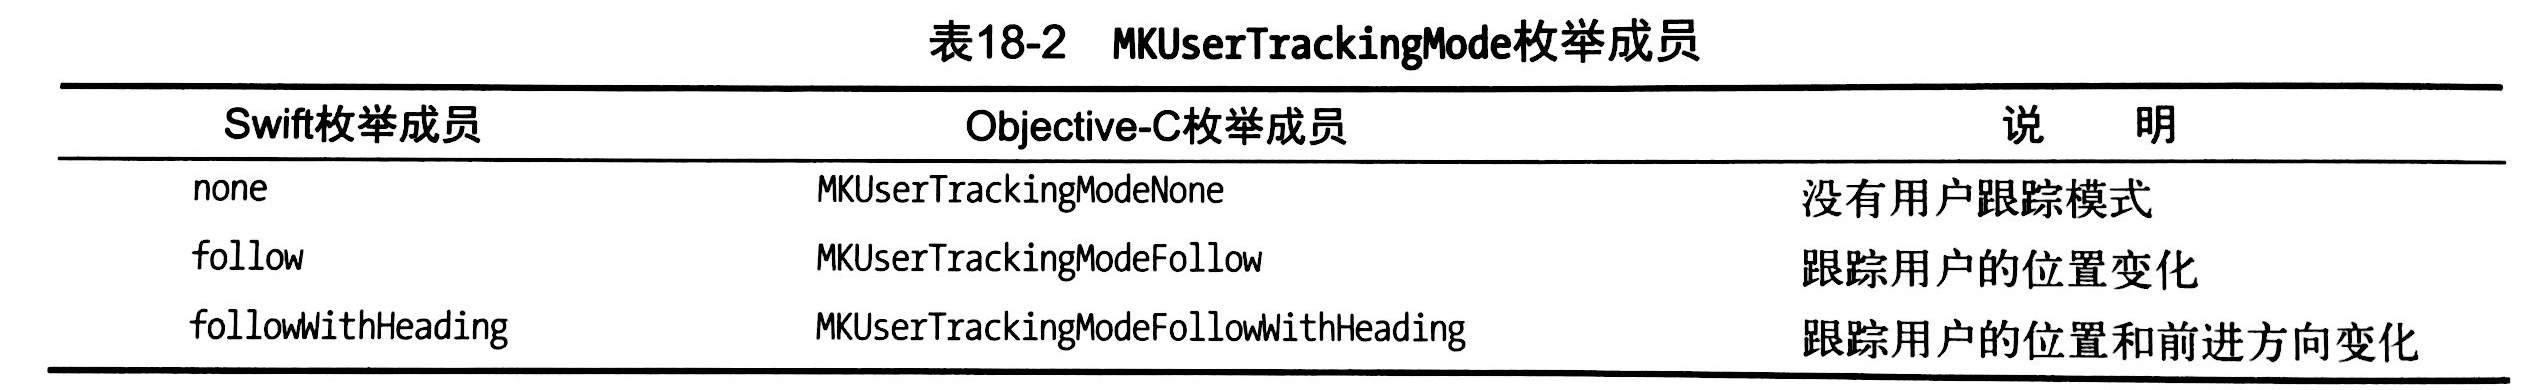 表18-2 MKUserTrackingMode枚举成员
Swift枚举成员 Objective-C枚举成员 说 明
none MKUserTrackingModeNone 没有用户跟踪模式
follow MKUserTrackingModeFollow 跟踪用户的位置变化
followWithHeading MKUserTrackingModeFollowWithHeading 跟踪用户的位置和前进方向变化